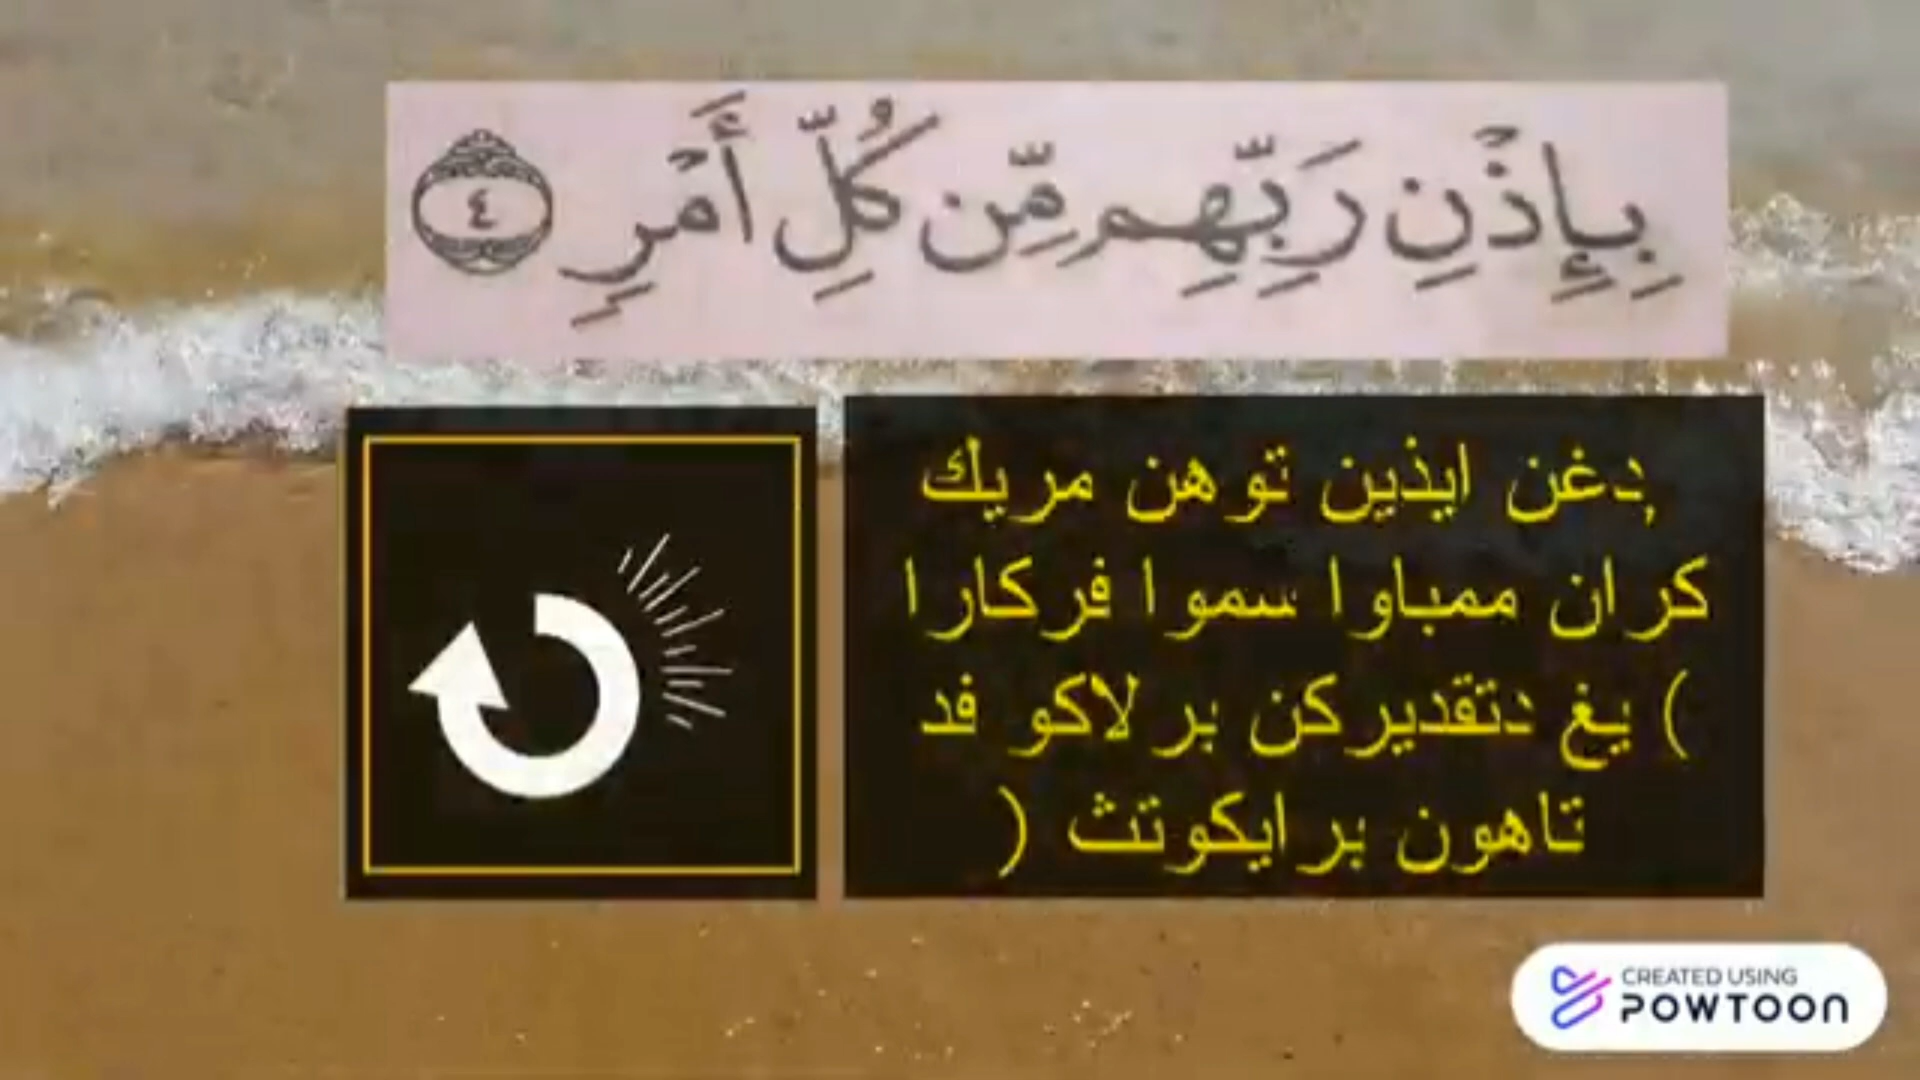 بِإِذْنِ رَبِّهِم مِّن كُلِّ أَمْرٍ ٤
دغن ايذين توهن مريك,
كران ممباوا سموا فركارا
( يغ دتقديركن برلاكو فد
تاهون برايكوتث )
CREATED USING
POWTOON